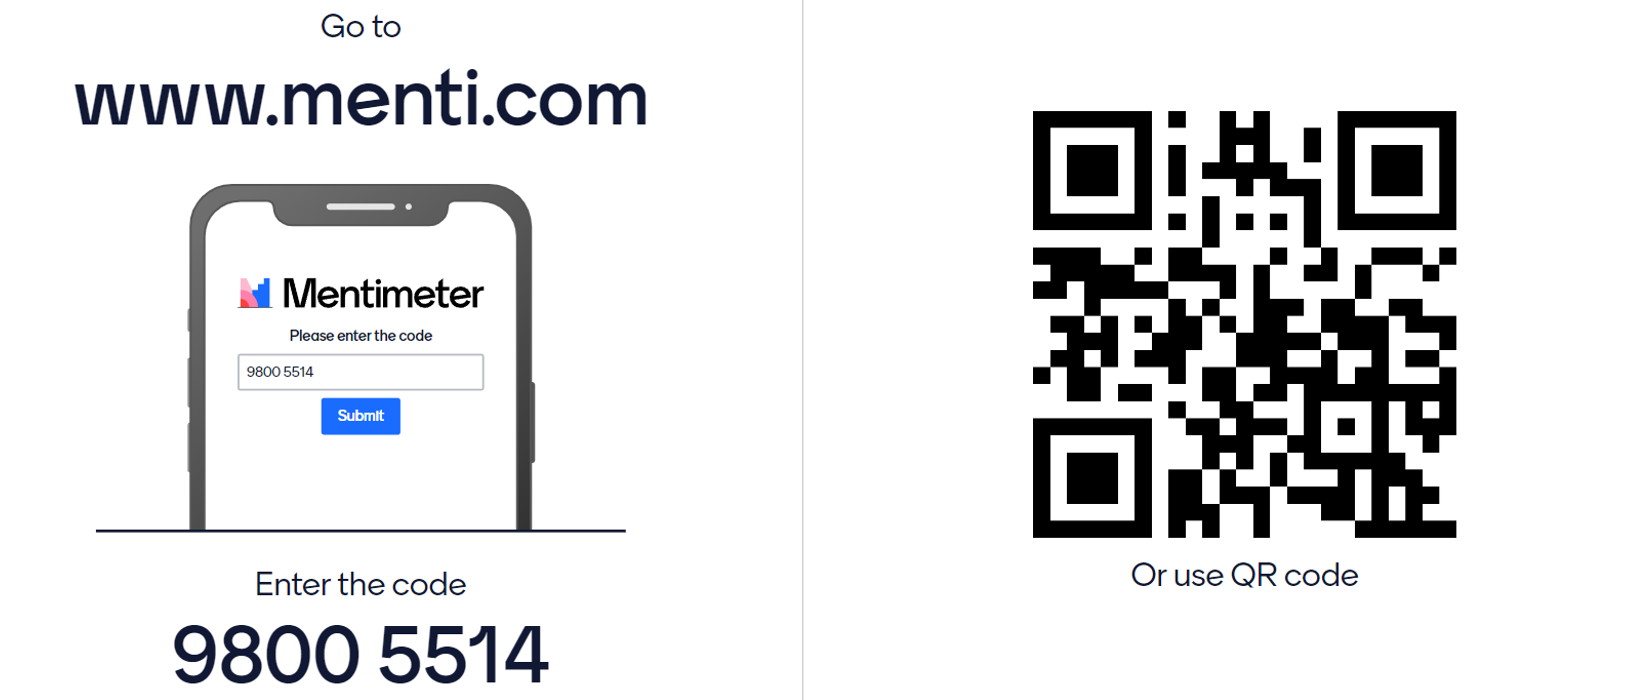 Go to
www.menti.com
Mentimeter
Please enter the code
9800 5514
Submit
Enter the code
9800 5514
Or use QR code